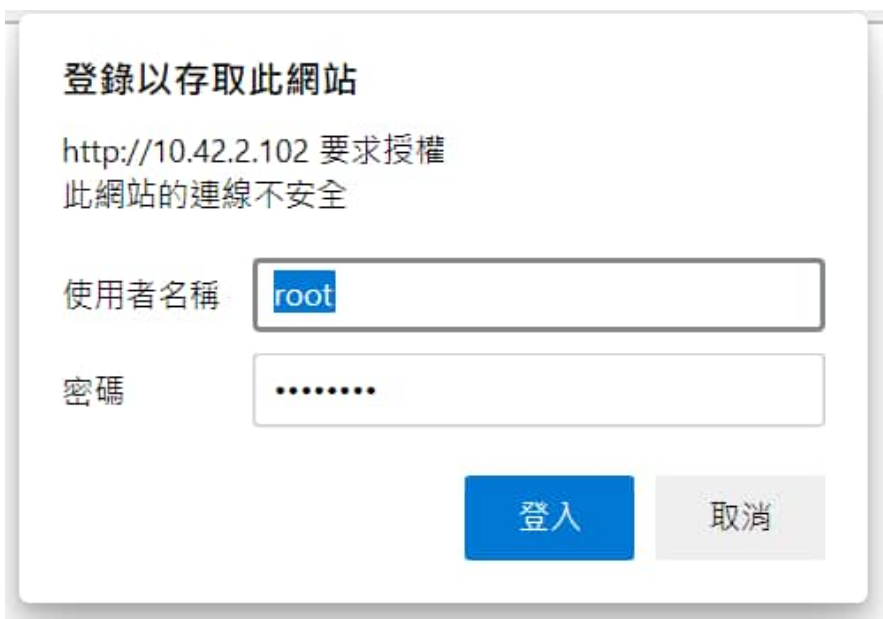 登錄以存取此網站
http://10.42.2.102 要求授權
此網站的連線不安全
使用者名稱 root
密碼 ••••••••
登入 取消